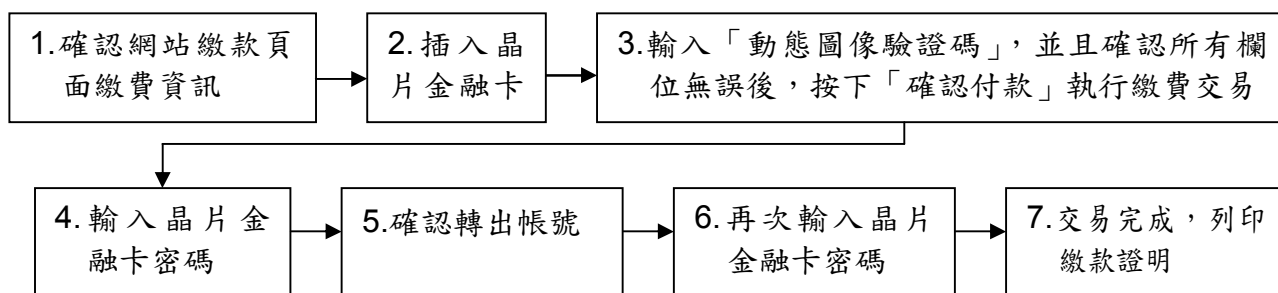 1.確認網站繳款頁
面繳費資訊
2.插入晶
片金融卡
3.輸入「動態圖像驗證碼」，並且確認所有欄
位無誤後，按下「確認付款」執行繳費交易
4.輸入晶片金
融卡密碼
5.確認轉出帳號
6.再次輸入晶片
金融卡密碼
7.交易完成，列印
繳款證明